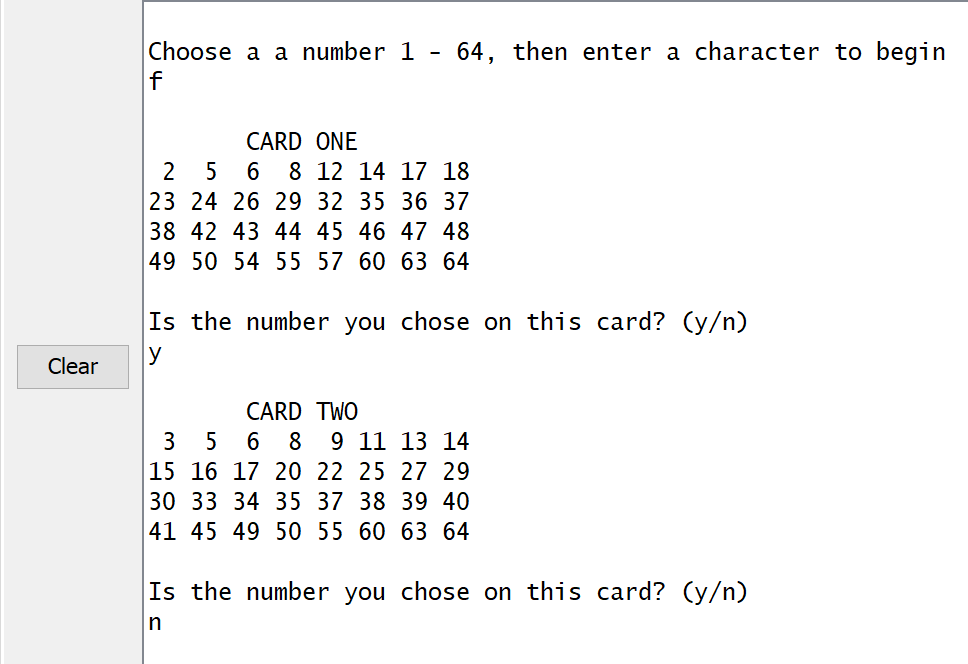 Choose a a number 1 - 64, then enter a character to begin
f
CARD ONE
2 5 6 8 12 14 17 18
23 24 26 29 32 35 36 37
38 42 43 44 45 46 47 48
49 50 54 55 57 60 63 64
Is the number you chose on this card? (y/n)
y
Clear
CARD TWO
3 5 6 8 9 11 13 14
15 16 17 20 22 25 27 29
30 33 34 35 37 38 39 40
41 45 49 50 55 60 63 64
Is the number you chose on this card? (y/n)
n